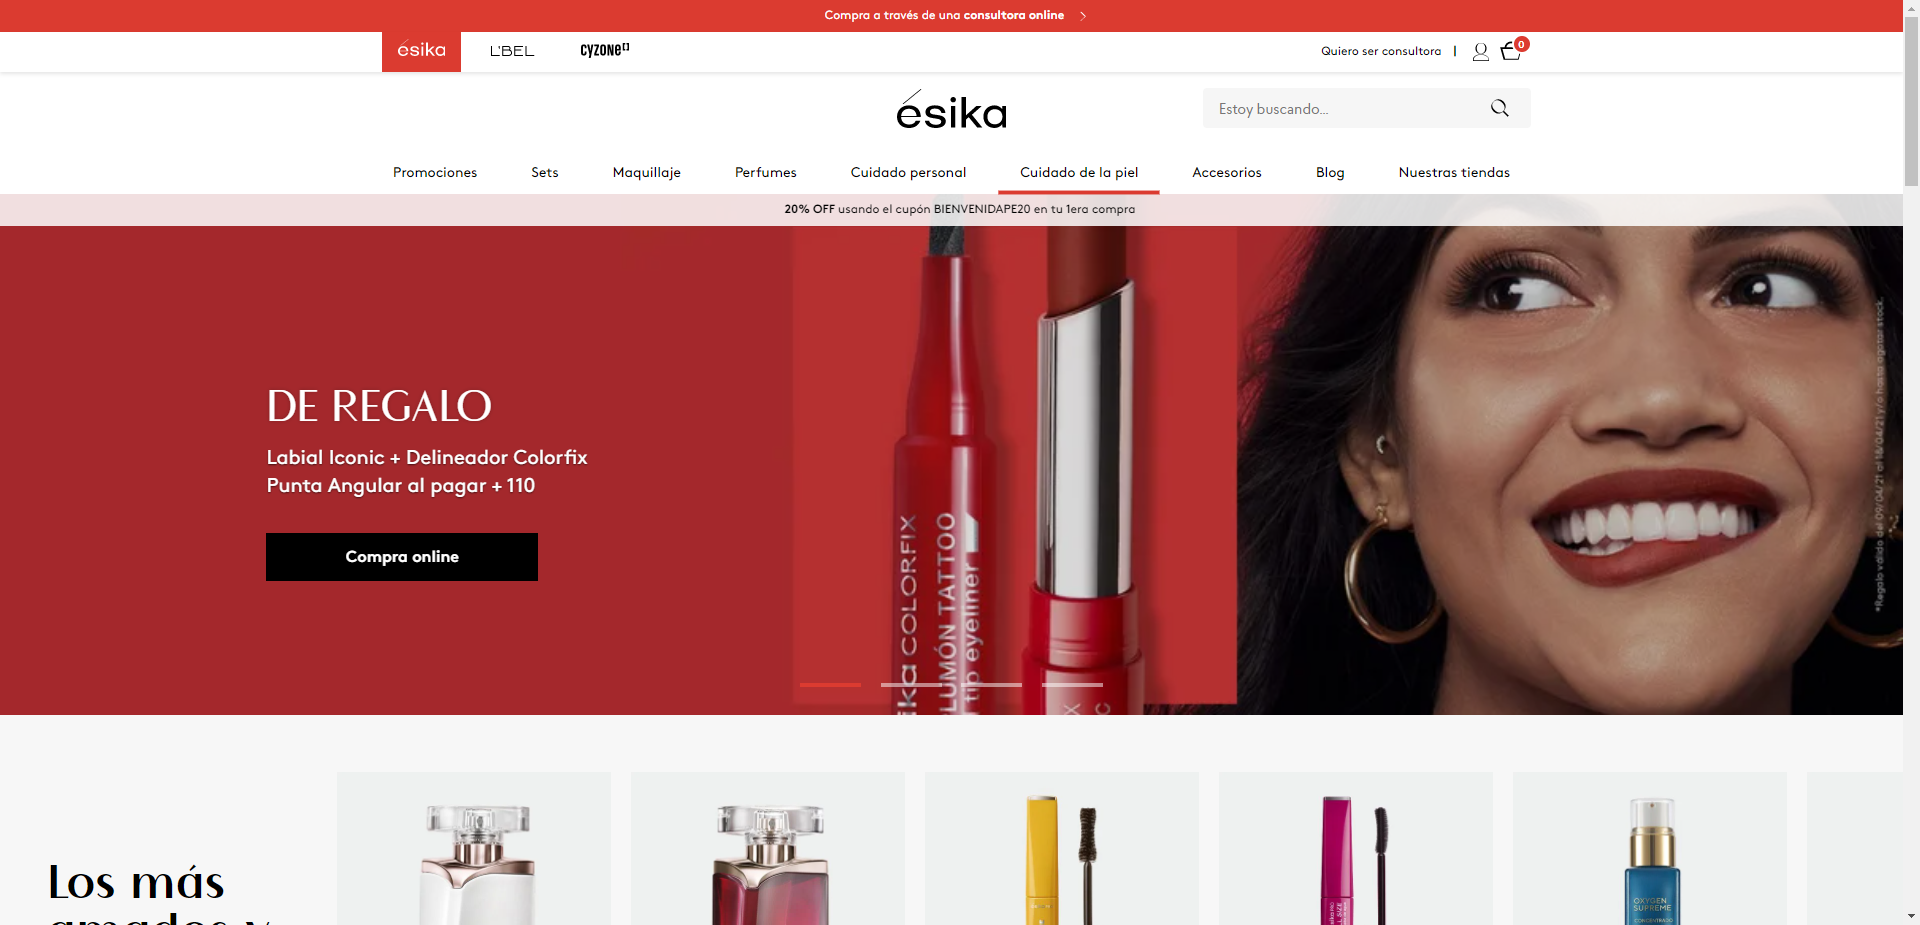 Compra a través de una consultora online
ésika
L'BEL
CYZONE
Quiero ser consultora |
0
ésika
Estoy buscando...
Promociones
Sets
Maquillaje
Perfumes
Cuidado personal
Cuidado de la piel
Accesorios
Blog
Nuestras tiendas
20% OFF usando el cupón BIENVENIDAPE20 en tu 1era compra
DE REGALO
Labial Iconic + Delineador Colorfix
Punta Angular al pagar + 110
Compra online
COLORFIX
TATTOO
tip eyeliner
*Regalo válido del 09/04/21 al 18/04/21 y/o hasta agotar stock.
Los más
amados y
OXYGEN
SUPREME
CONCENTRADO